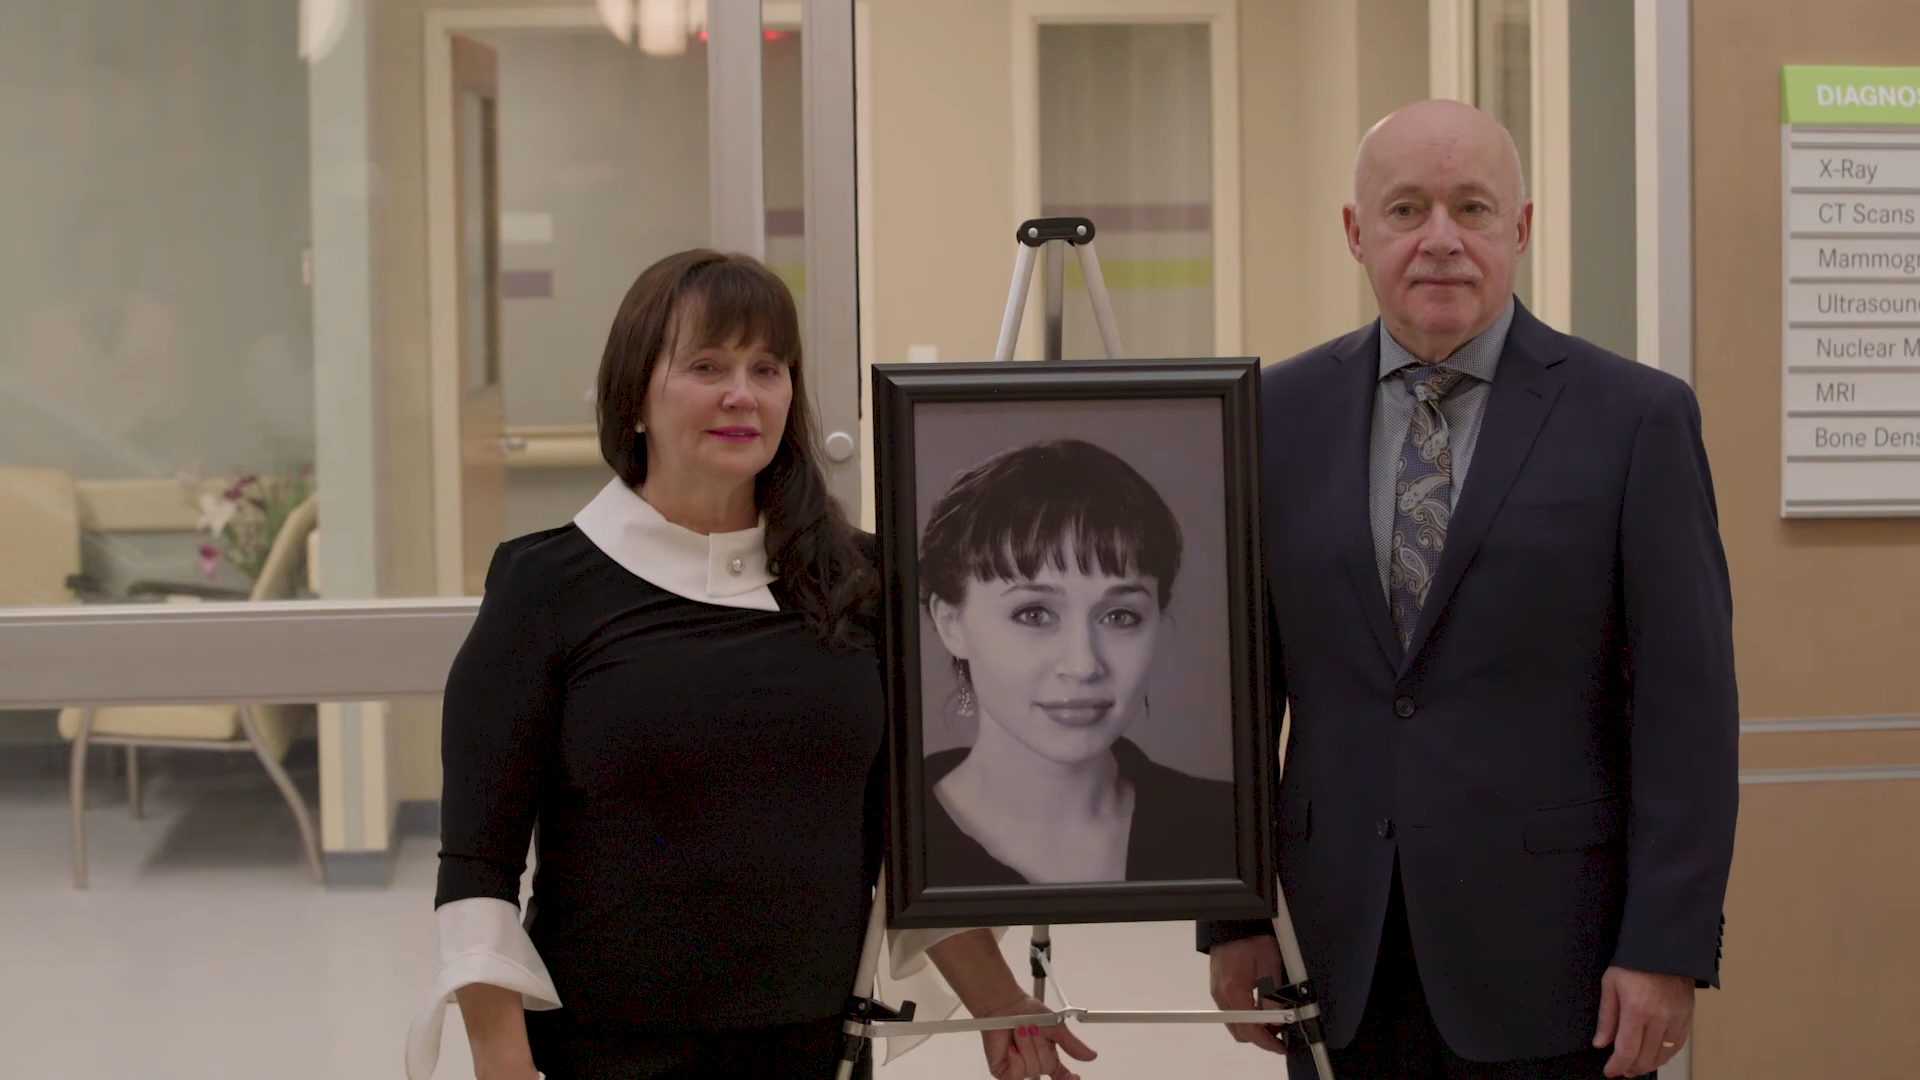 DIAGNOS
X-Ray
CT Scans
Mammogr
Ultrasoun
Nuclear M
MRI
Bone Dens